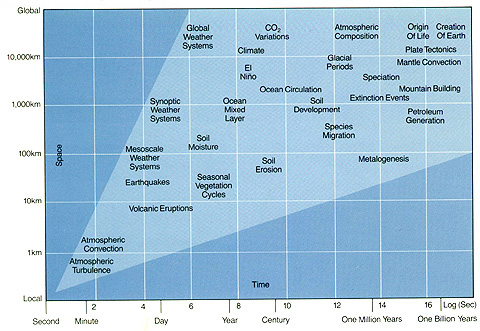 Global
Global
Weather
Systems
CO2
Variations
Atmospheric
Composition
Origin
Of Life
Creation
Of Earth
Climate
Plate Tectonics
10,000km
El
Niño
Glacial
Periods
Mantle Convection
Speciation
Ocean Circulation
Mountain Building
Extinction Events
1,000km
Synoptic
Weather
Systems
Ocean
Mixed
Layer
Soil
Development
Petroleum
Generation
Species
Migration
Soil
Moisture
Space
100km
Mesoscale
Weather
Systems
Soil
Erosion
Metalogenesis
Earthquakes
Seasonal
Vegetation
Cycles
10km
Volcanic Eruptions
1km
Atmospheric
Convection
Atmospheric
Turbulence
Time
Local
2 4 6 8 10 12 14 16 Log (Sec)
Second Minute Day Year Century One Million Years One Billion Years